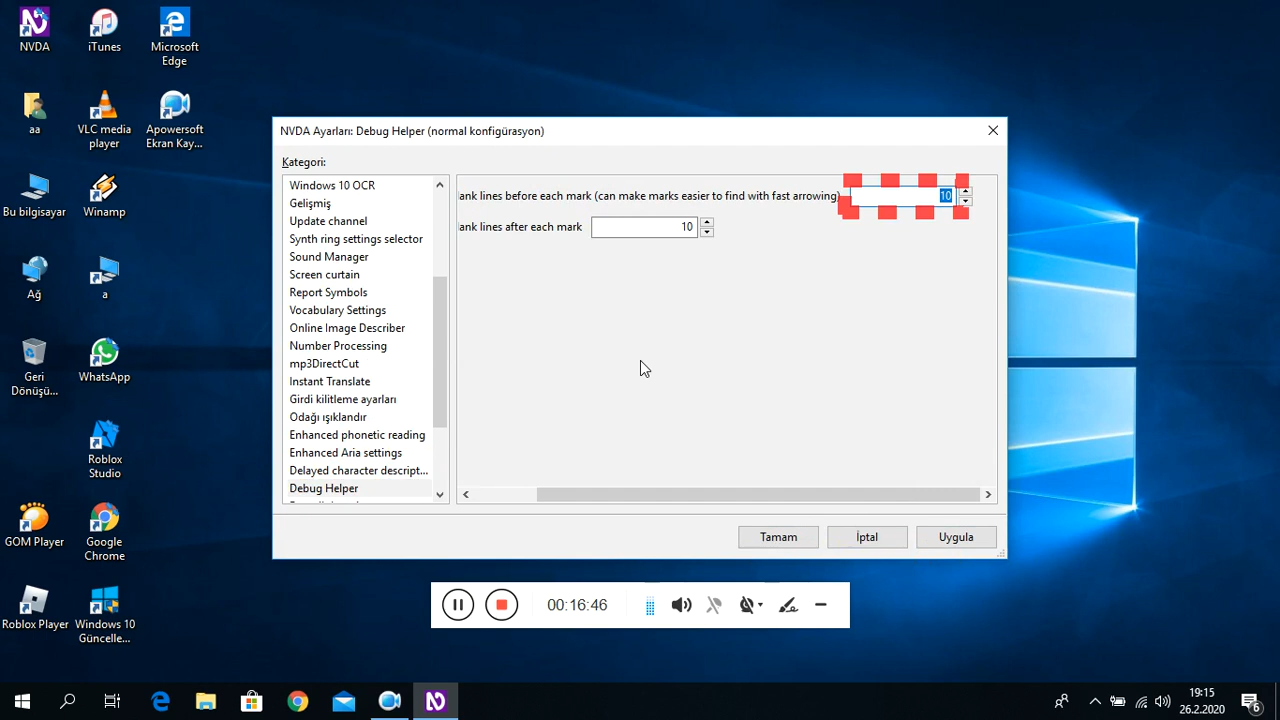 NVDA
iTunes
Microsoft
Edge
aa
VLC media
player
Apowersoft
Ekran Kay...
Bu bilgisayar
Winamp
Ağ
a
Geri
Dönüşü...
WhatsApp
Roblox
Studio
GOM Player
Google
Chrome
Roblox Player
Windows 10
Güncelle...
NVDA Ayarları: Debug Helper (normal konfigürasyon)
Kategori:
Windows 10 OCR
Gelişmiş
Update channel
Synth ring settings selector
Sound Manager
Screen curtain
Report Symbols
Vocabulary Settings
Online Image Describer
Number Processing
mp3DirectCut
Instant Translate
Girdi kilitleme ayarları
Odağı ışıklandır
Enhanced phonetic reading
Enhanced Aria settings
Delayed character descript...
Debug Helper
lank lines before each mark (can make marks easier to find with fast arrowing) 10
lank lines after each mark 10
Tamam İptal Uygula
00:16:46
19:15
26.2.2020
6